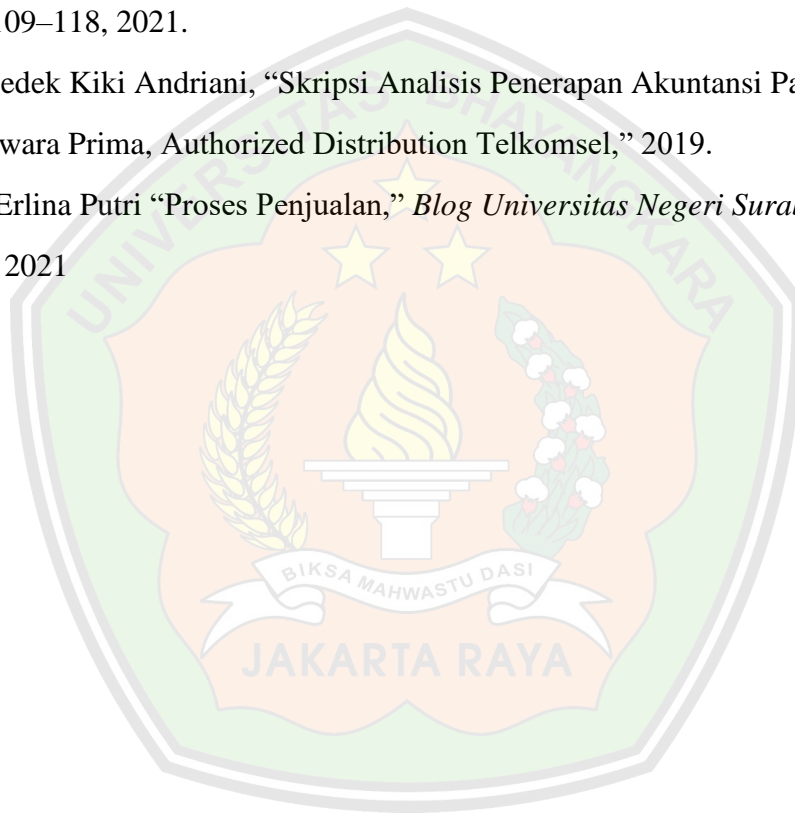 109–118, 2021.
edek Kiki Andriani, “Skripsi Analisis Penerapan Akuntansi Pa
wara Prima, Authorized Distribution Telkomsel,” 2019.
Erlina Putri “Proses Penjualan,” Blog Universitas Negeri Sura
2021
UNIVERSITAS BHAYANGKARA
BIKSA MAHWASTU DASI
JAKARTA RAYA